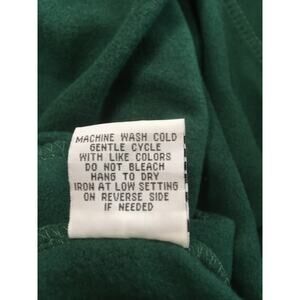 MACHINE WASH COLD
GENTLE CYCLE
WITH LIKE COLORS
DO NOT BLEACH
HANG TO DRY
IRON AT LOW SETTING
ON REVERSE SIDE
IF NEEDED